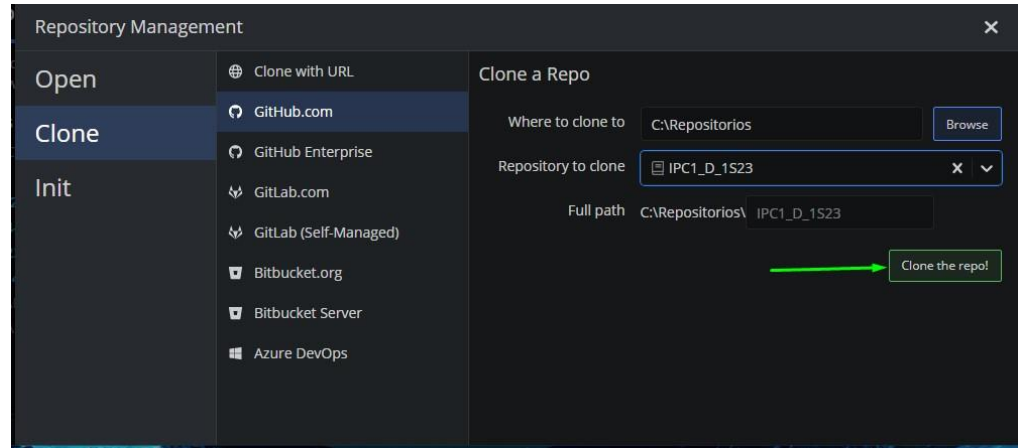 Repository Management
Open
Clone
Init
Clone with URL
GitHub.com
GitHub Enterprise
GitLab.com
GitLab (Self-Managed)
Bitbucket.org
Bitbucket Server
Azure DevOps
Clone a Repo
Where to clone to C:\Repositorios Browse
Repository to clone IPC1_D_1S23
Full path C:\Repositorios\ IPC1_D_1S23
Clone the repo!